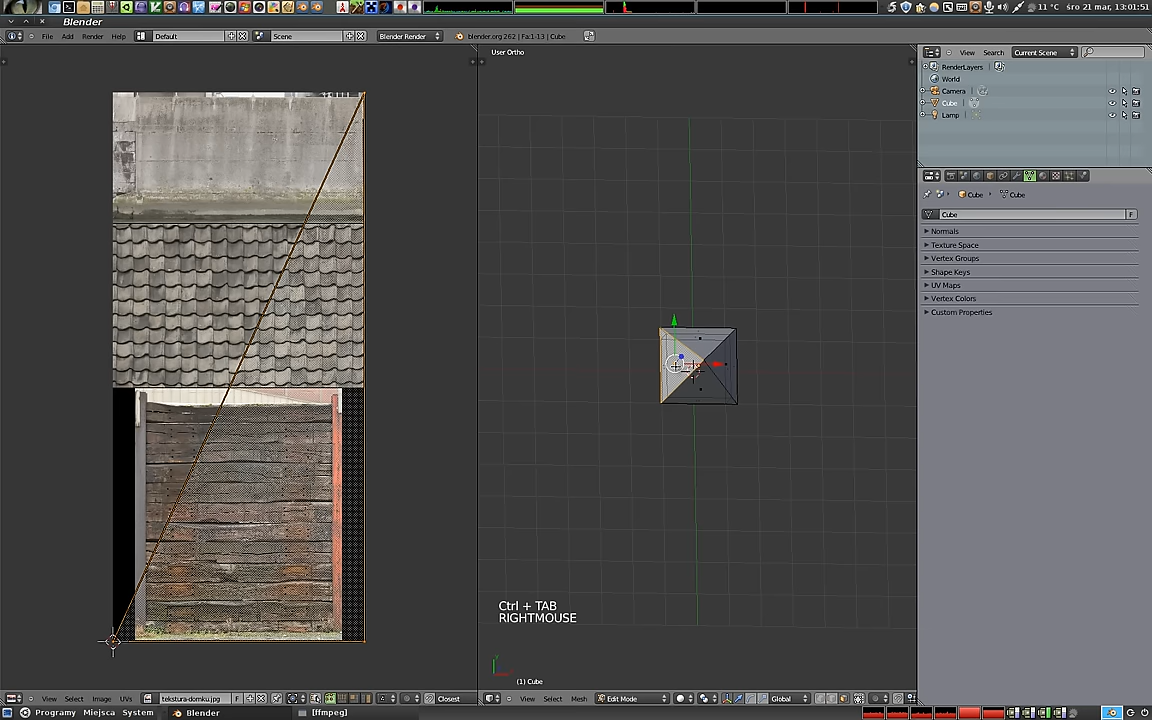 11 °C śro 21 mar, 13:01:51
Blender
File Add Render Help Default Scene Blender Render blender.org 262 | Fa:1-13 | Cube
User Ortho
View Search Current Scene
RenderLayers
World
Camera
Cube
Lamp
Cube Cube
Cube F
Normals
Texture Space
Vertex Groups
Shape Keys
UV Maps
Vertex Colors
Custom Properties
Ctrl + TAB
RIGHTMOUSE
(1) Cube
View Select Image UVs tekstura-domku.jpg F Closest
View Select Mesh Edit Mode Global
Programy Miejsca System Blender [ffmpeg]